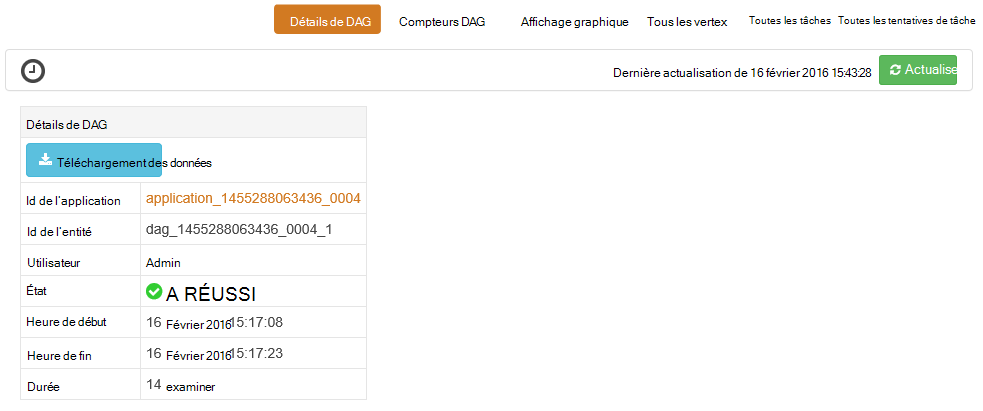 Détails de DAG Compteurs DAG Affichage graphique Tous les vertex Toutes les tâches Toutes les tentatives de tâche
Dernière actualisation de 16 février 2016 15:43:28 Actualise
Détails de DAG
Téléchargement des données
Id de l'application application_1455288063436_0004
Id de l'entité dag_1455288063436_0004_1
Utilisateur Admin
État A RÉUSSI
Heure de début 16 Février 2016 15:17:08
Heure de fin 16 Février 2016 15:17:23
Durée 14 examiner